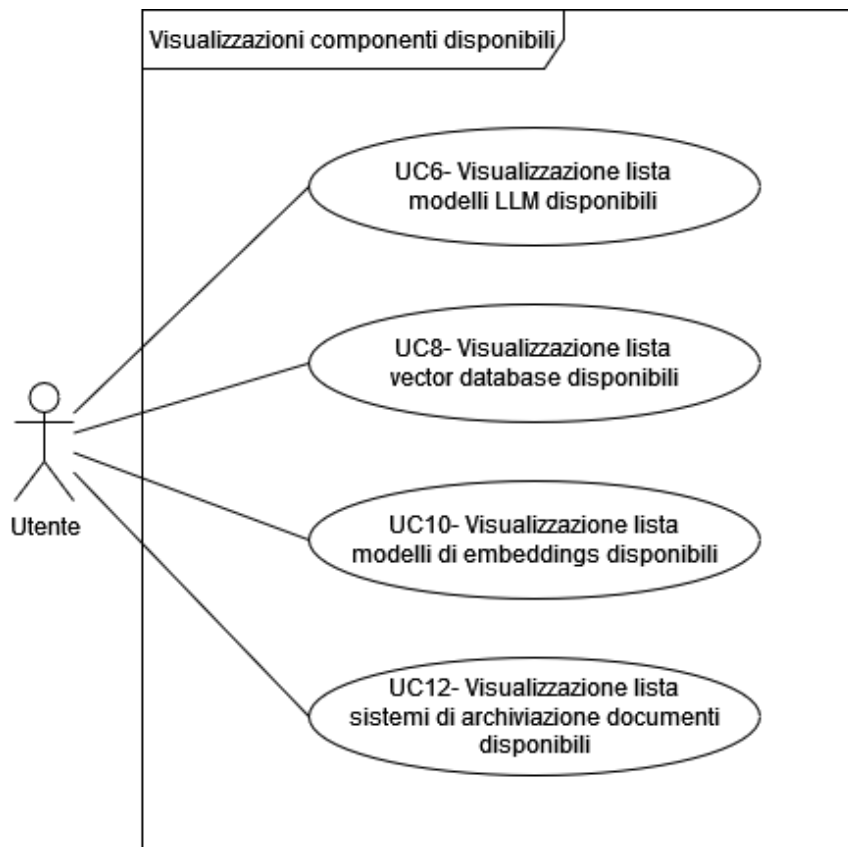 Visualizzazioni componenti disponibili
UC6- Visualizzazione lista
modelli LLM disponibili
UC8- Visualizzazione lista
vector database disponibili
Utente
UC10- Visualizzazione lista
modelli di embeddings disponibili
UC12- Visualizzazione lista
sistemi di archiviazione documenti
disponibili